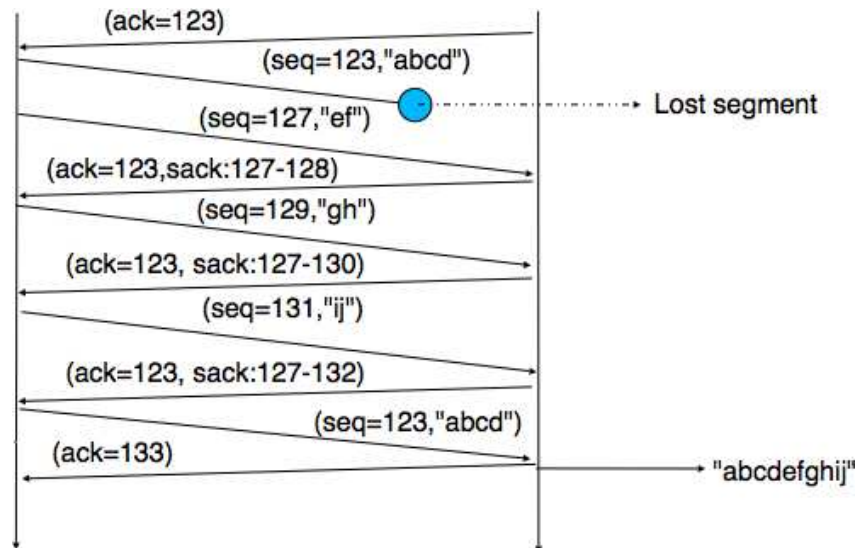 (ack=123)
(seq=123,"abcd")
Lost segment
(seq=127,"ef")
(ack=123,sack:127-128)
(seq=129,"gh")
(ack=123, sack:127-130)
(seq=131,"ij")
(ack=123, sack:127-132)
(seq=123,"abcd")
(ack=133)
"abcdefghij"